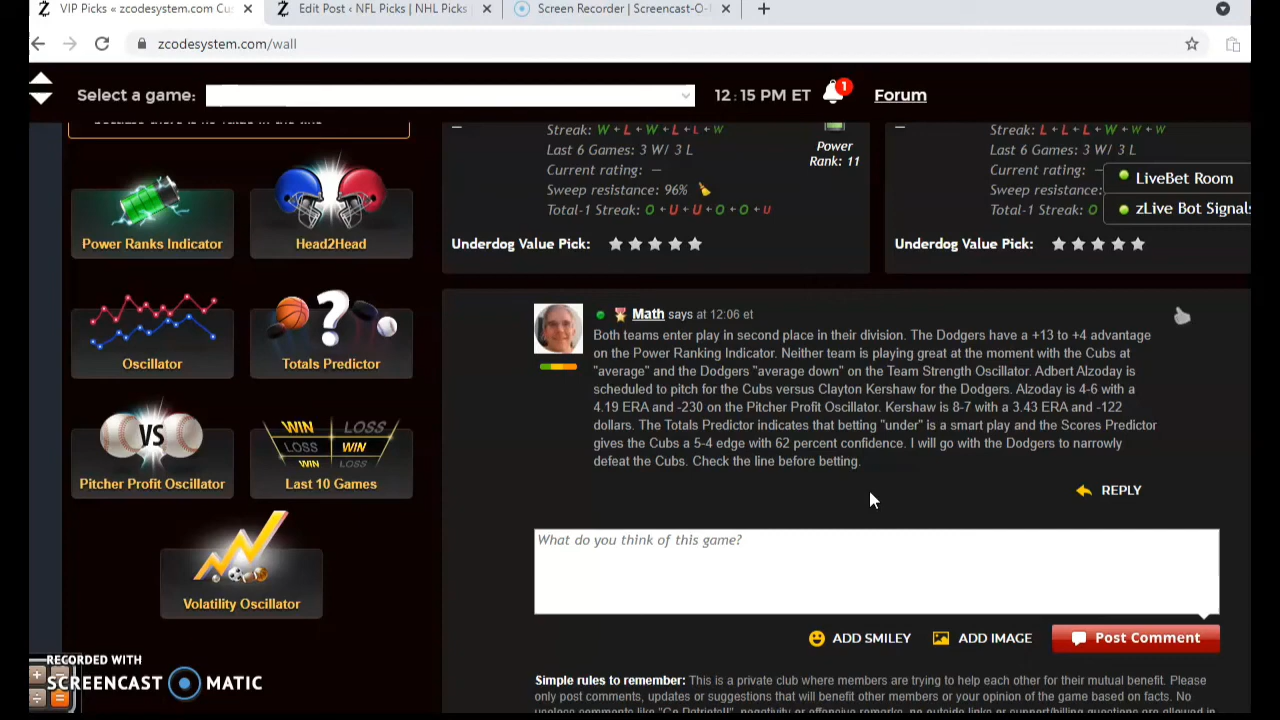 VIP Picks « zcodesystem.com Cus
Edit Post ‹ NFL Picks | NHL Picks
Screen Recorder | Screencast-O-
zcodesystem.com/wall
Select a game:
12:15 PM ET
1
Forum
Streak: W + L + W + L + L + W
Last 6 Games: 3 W/ 3 L
Current rating: —
Sweep resistance: 96%
Total-1 Streak: O + U + U + O + O + U
Power
Rank: 11
Underdog Value Pick:
Streak: L + L + L + W + W + W
Last 6 Games: 3 W/ 3 L
Current rating: —
Sweep resistance:
Total-1 Streak: O
Underdog Value Pick:
LiveBet Room
zLive Bot Signals
Power Ranks Indicator
Head2Head
Oscillator
Totals Predictor
VS
Pitcher Profit Oscillator
WIN LOSS
LOSS WIN
WIN LOSS
Last 10 Games
Volatility Oscillator
Math says at 12:06 et
Both teams enter play in second place in their division. The Dodgers have a +13 to +4 advantage
on the Power Ranking Indicator. Neither team is playing great at the moment with the Cubs at
"average" and the Dodgers "average down" on the Team Strength Oscillator. Adbert Alzoday is
scheduled to pitch for the Cubs versus Clayton Kershaw for the Dodgers. Alzoday is 4-6 with a
4.19 ERA and -230 on the Pitcher Profit Oscillator. Kershaw is 8-7 with a 3.43 ERA and -122
dollars. The Totals Predictor indicates that betting "under" is a smart play and the Scores Predictor
gives the Cubs a 5-4 edge with 62 percent confidence. I will go with the Dodgers to narrowly
defeat the Cubs. Check the line before betting.
REPLY
What do you think of this game?
ADD SMILEY
ADD IMAGE
Post Comment
Simple rules to remember: This is a private club where members are trying to help each other for their mutual benefit. Please
only post comments, updates or suggestions that will benefit other members or your opinion of the game based on facts. No
RECORDED WITH
SCREENCAST MATIC